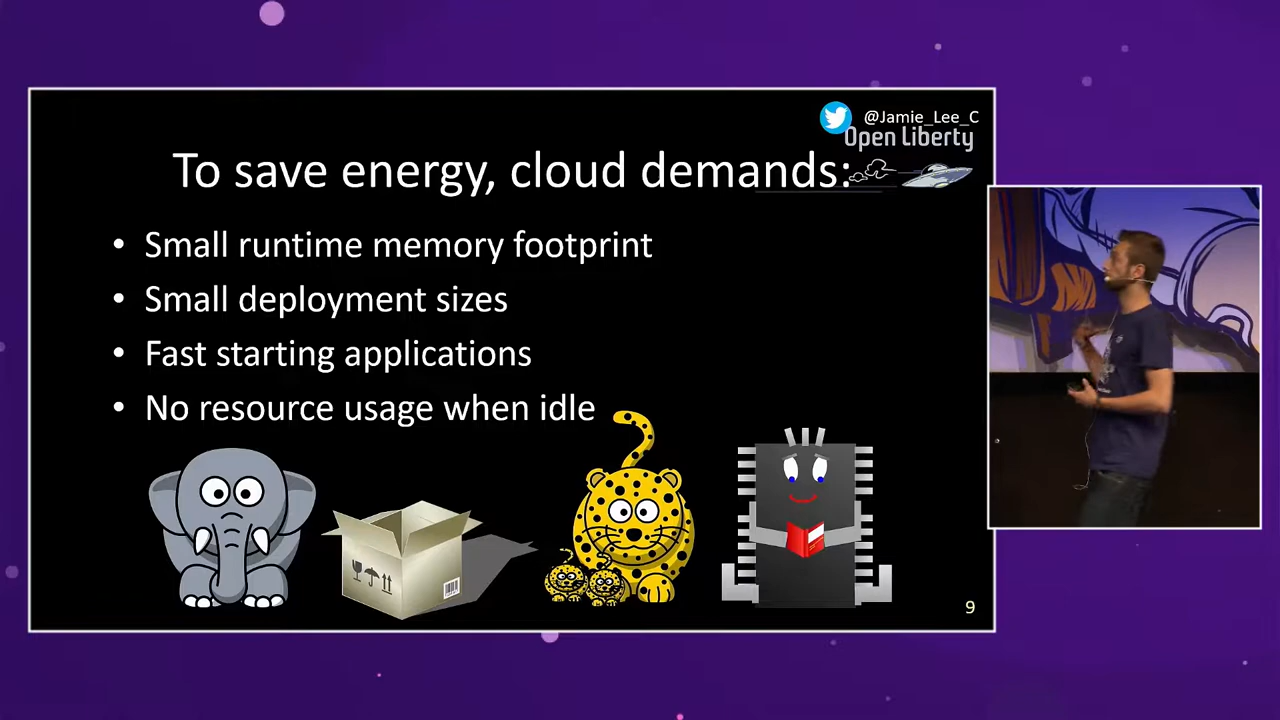 @Jamie_Lee_C
Open Liberty
To save energy, cloud demands:
• Small runtime memory footprint
• Small deployment sizes
• Fast starting applications
• No resource usage when idle
9